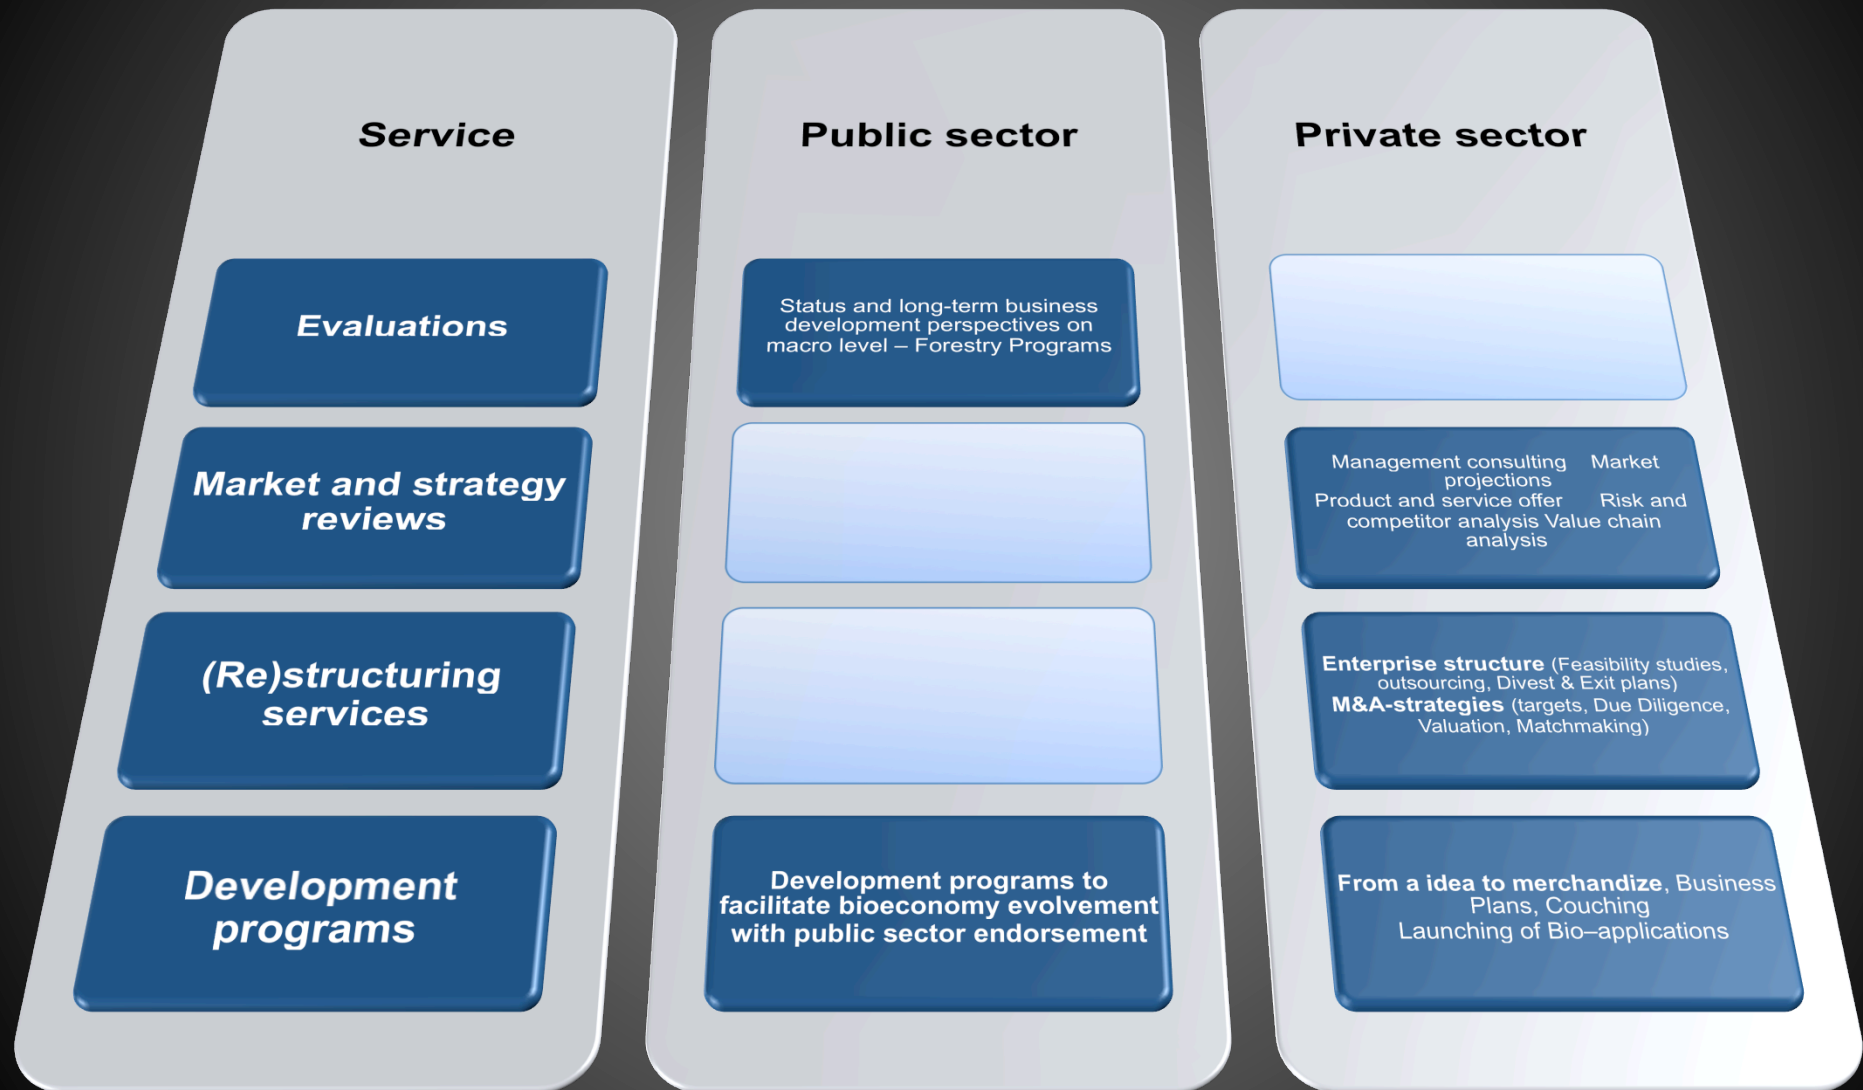 Service
Public sector
Private sector
Evaluations
Status and long-term business
development perspectives on
macro level – Forestry Programs
Market and strategy
reviews
Management consulting    Market
projections
Product and service offer    Risk and
competitor analysis Value chain
analysis
(Re)structuring
services
Enterprise structure (Feasibility studies,
outsourcing, Divest & Exit plans)
M&A-strategies (targets, Due Diligence,
Valuation, Matchmaking)
Development
programs
Development programs to
facilitate bioeconomy evolvement
with public sector endorsement
From a idea to merchandize, Business
Plans, Couching
Launching of Bio–applications